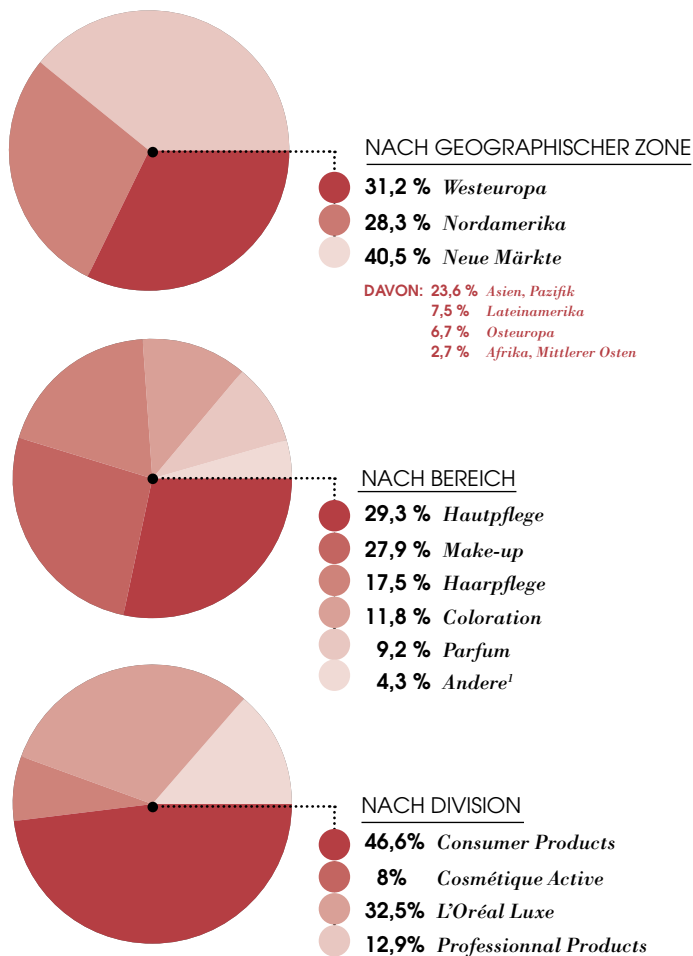 NACH GEOGRAPHISCHER ZONE
31,2 % Westeuropa
28,3 % Nordamerika
40,5 % Neue Märkte
DAVON: 23,6 % Asien, Pazifik
7,5 % Lateinamerika
6,7 % Osteuropa
2,7 % Afrika, Mittlerer Osten
NACH BEREICH
29,3 % Hautpflege
27,9 % Make-up
17,5 % Haarpflege
11,8 % Coloration
9,2 % Parfum
4,3 % Andere¹
NACH DIVISION
46,6% Consumer Products
8% Cosmétique Active
32,5% L'Oréal Luxe
12,9% Professionnal Products